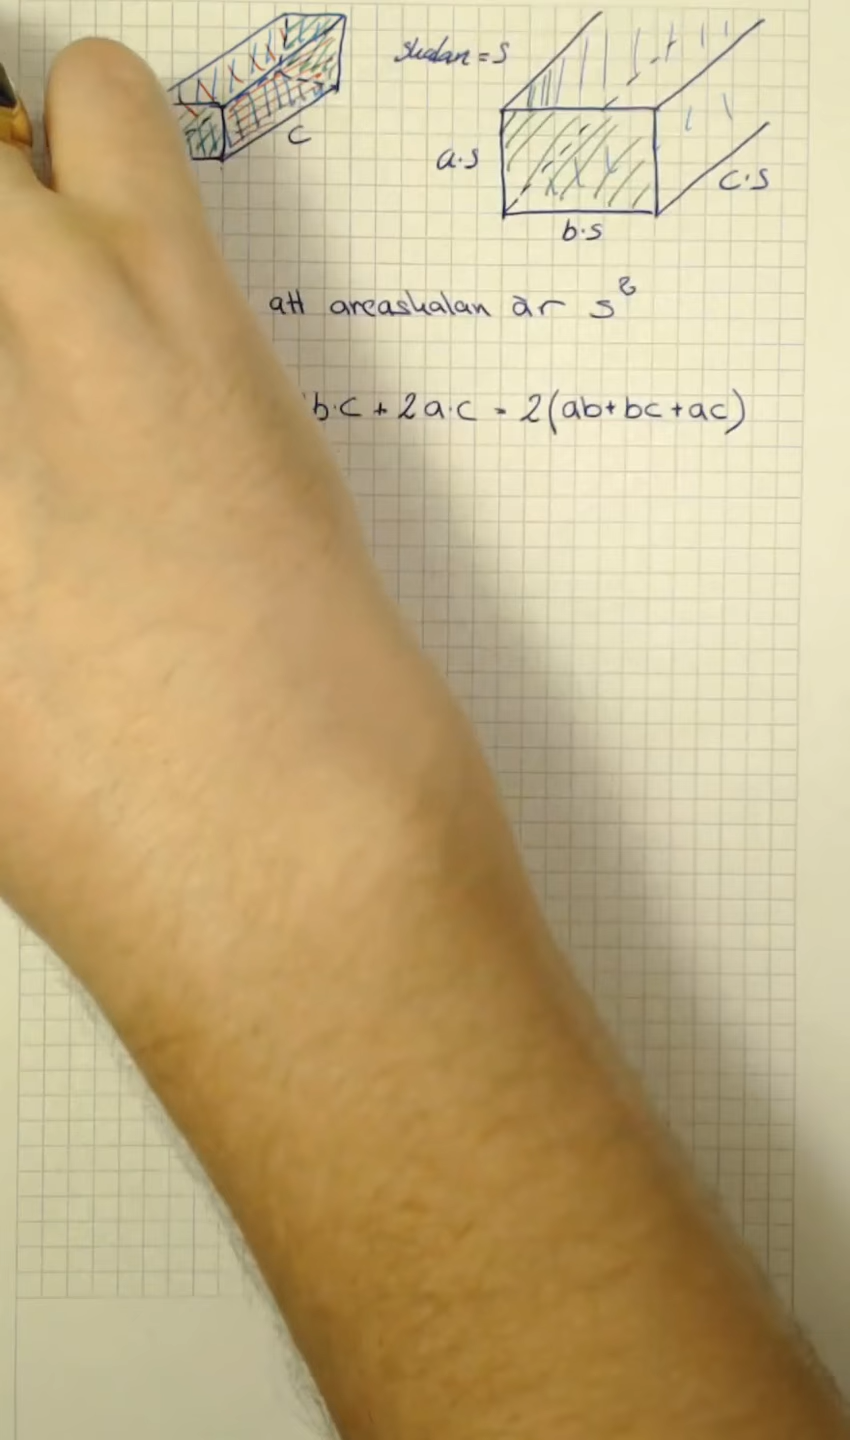 skalan = s
a·s
c
c·s
b·s
att areaskalan är s²
b·c + 2a·c = 2(ab+bc+ac)